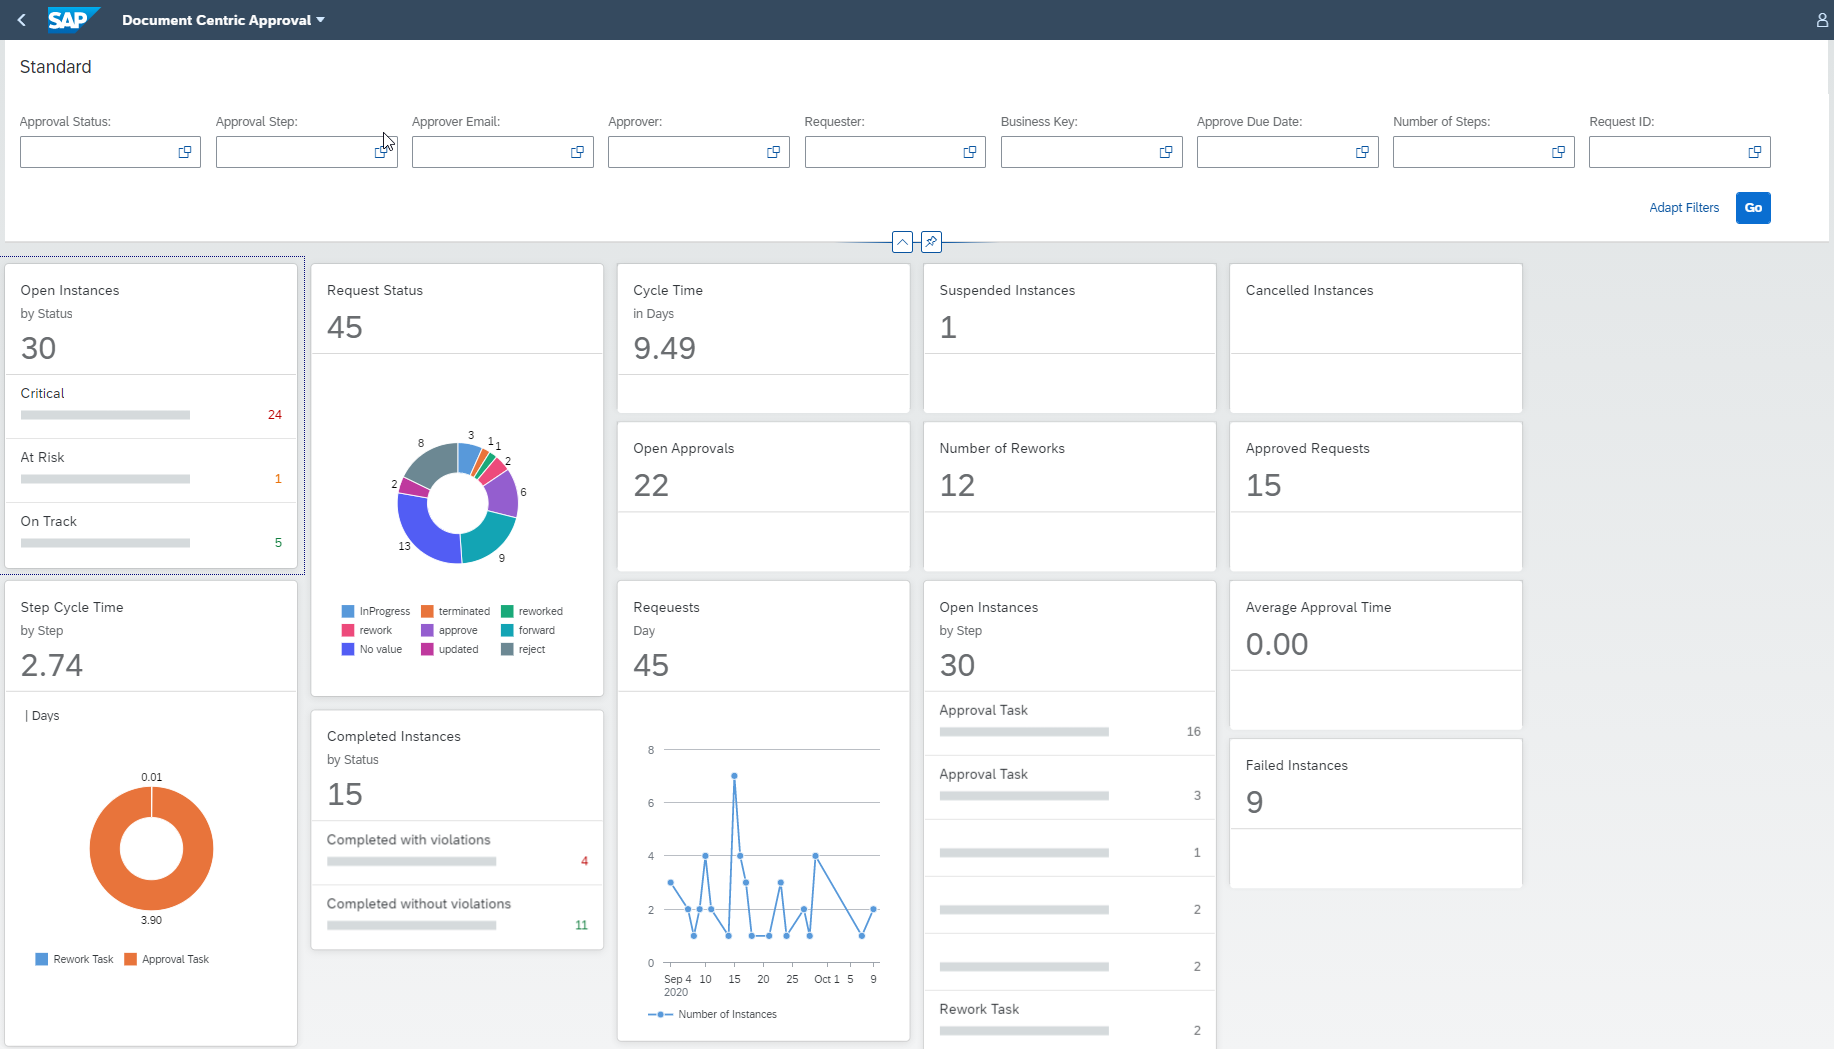 SAP Document Centric Approval
Standard
Approval Status: Approval Step: Approver Email: Approver: Requester: Business Key: Approve Due Date: Number of Steps: Request ID:
Adapt Filters Go
Open Instances
by Status
30
Critical
24
At Risk
1
On Track
5
Request Status
45
3
1
1
2
6
9
13
2
8
InProgress terminated reworked
rework approve forward
No value updated reject
Cycle Time
in Days
9.49
Suspended Instances
1
Cancelled Instances
Open Approvals
22
Number of Reworks
12
Approved Requests
15
Step Cycle Time
by Step
2.74
| Days
0.01
3.90
Rework Task Approval Task
Completed Instances
by Status
15
Completed with violations
4
Completed without violations
11
Reqeuests
Day
45
8
6
4
2
0
Sep 4 10 15 20 25 Oct 1 5 9
2020
Number of Instances
Open Instances
by Step
30
Approval Task
16
Approval Task
3
1
2
2
Rework Task
2
Average Approval Time
0.00
Failed Instances
9